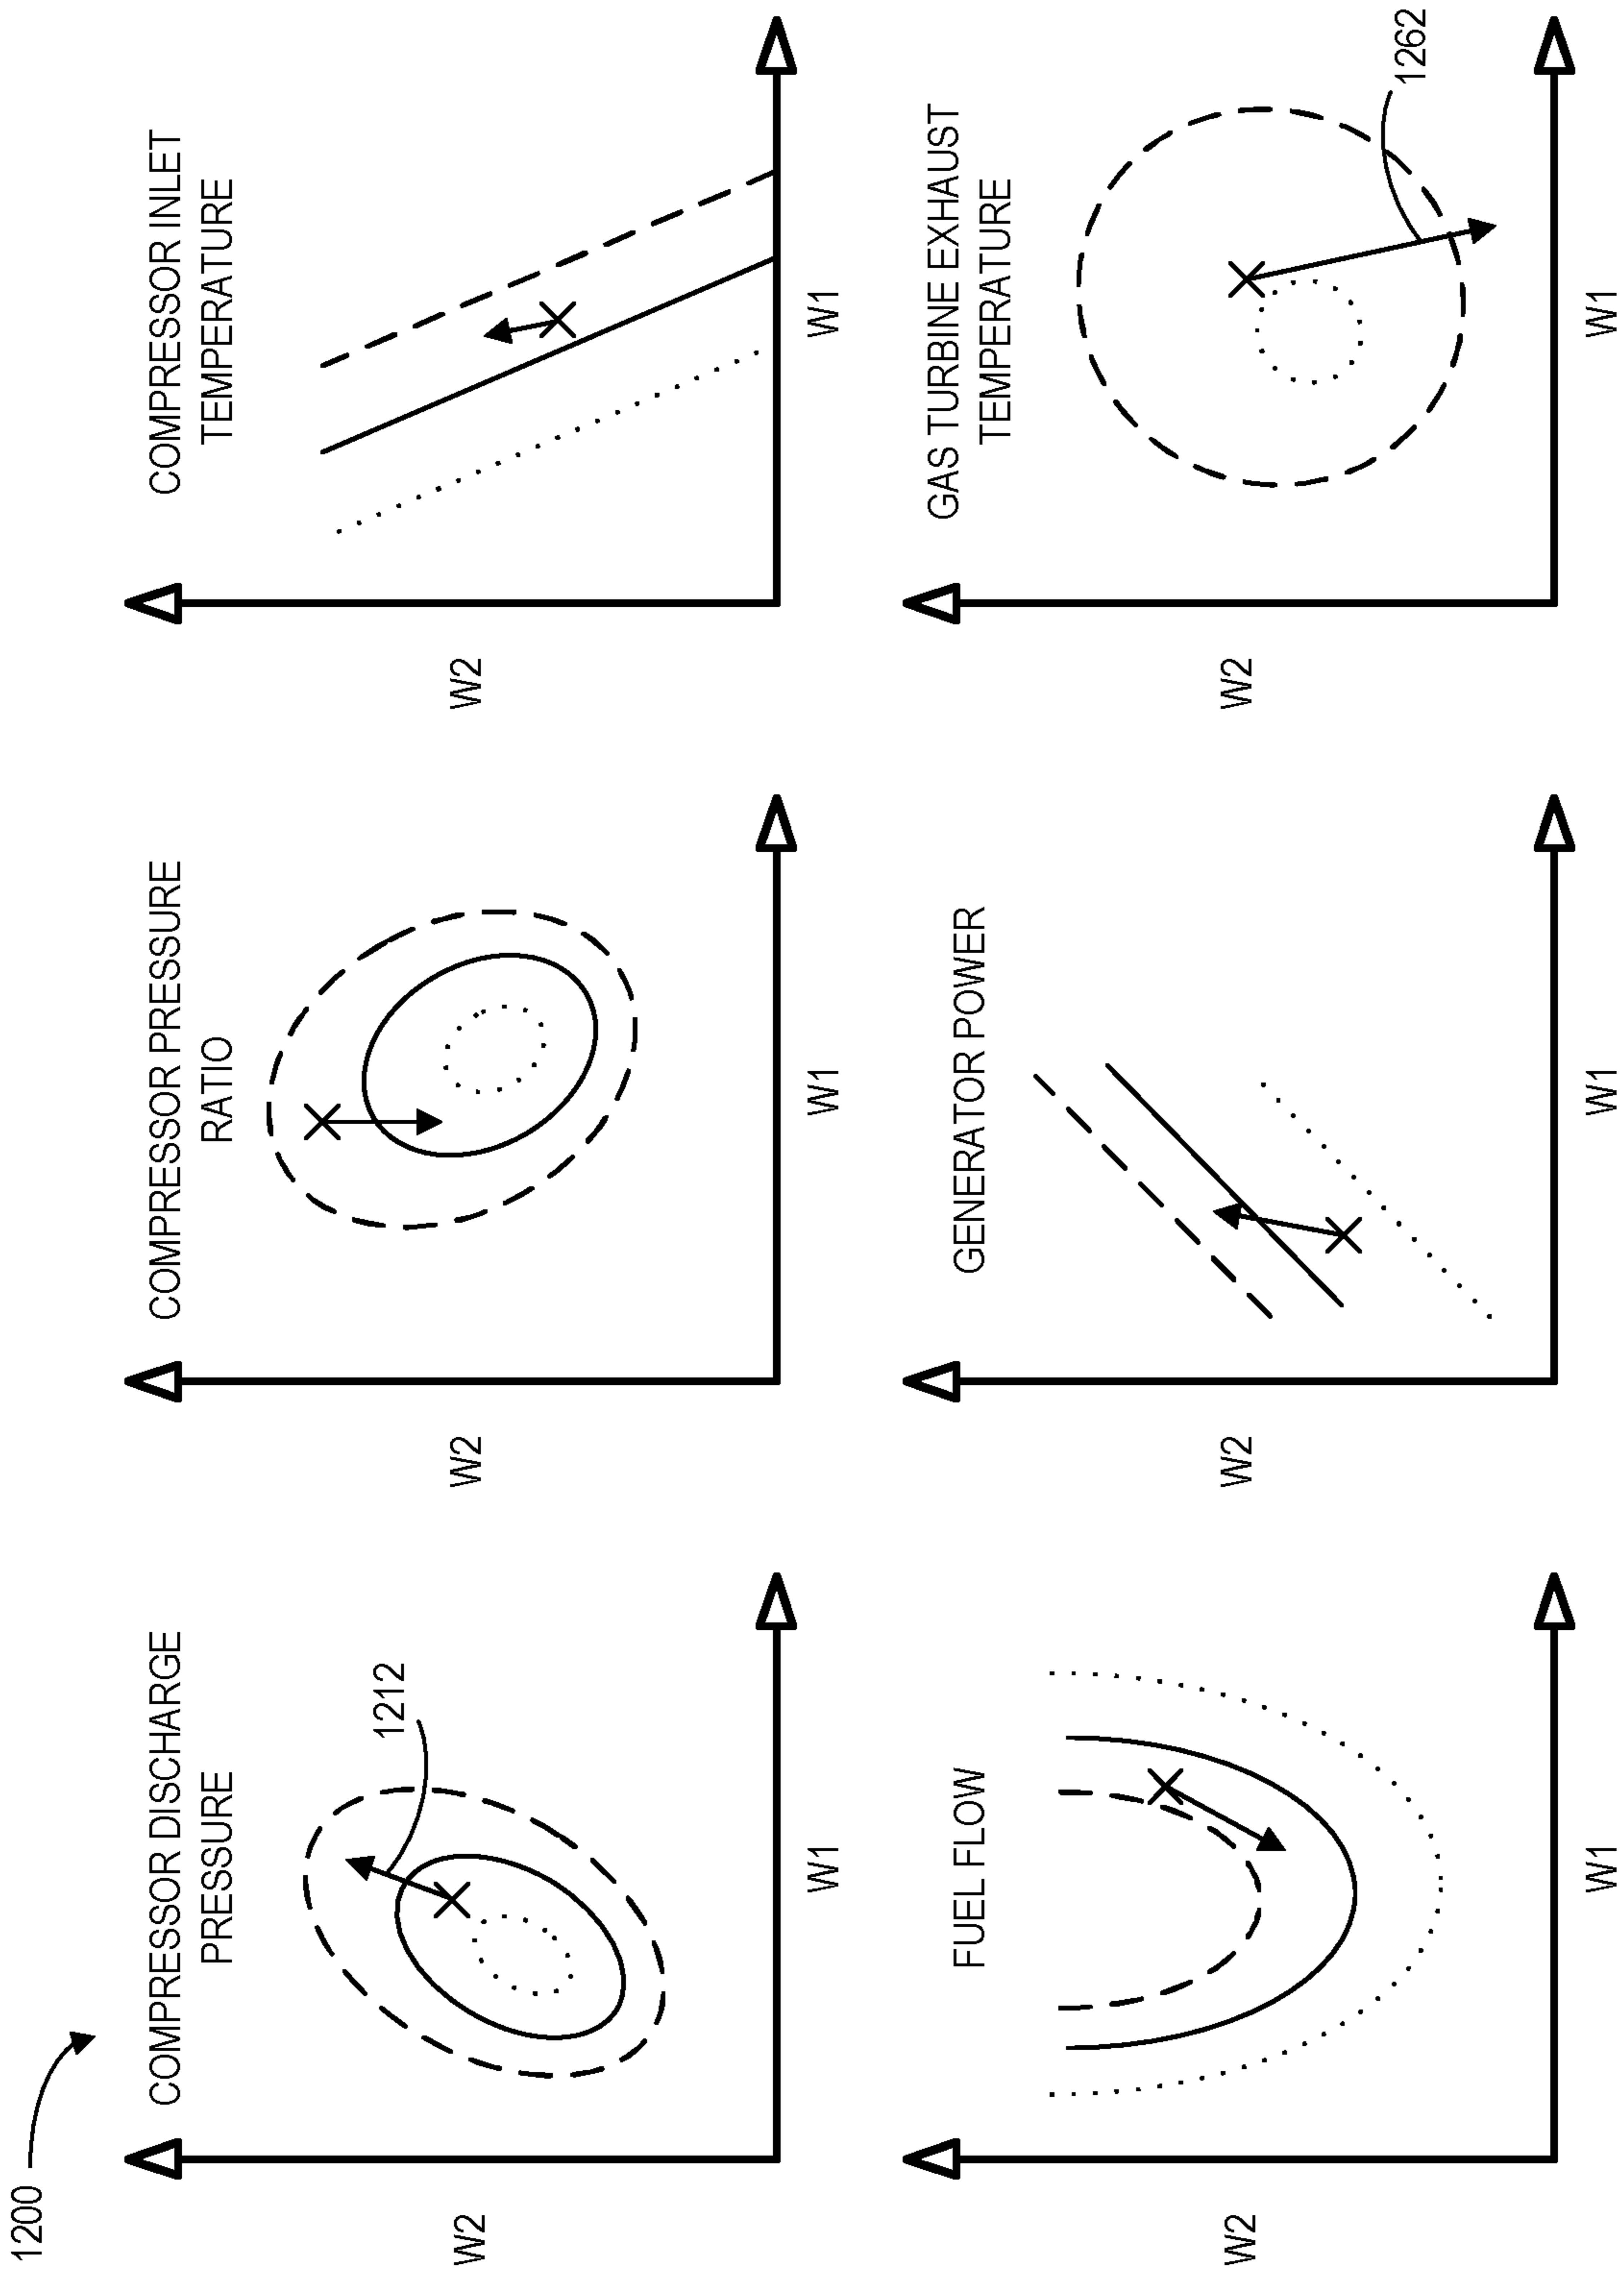 1200
COMPRESSOR DISCHARGE
PRESSURE
1212
W2
W1
COMPRESSOR PRESSURE
RATIO
W2
W1
COMPRESSOR INLET
TEMPERATURE
W2
W1
FUEL FLOW
W2
W1
GENERATOR POWER
W2
W1
GAS TURBINE EXHAUST
TEMPERATURE
1262
W2
W1